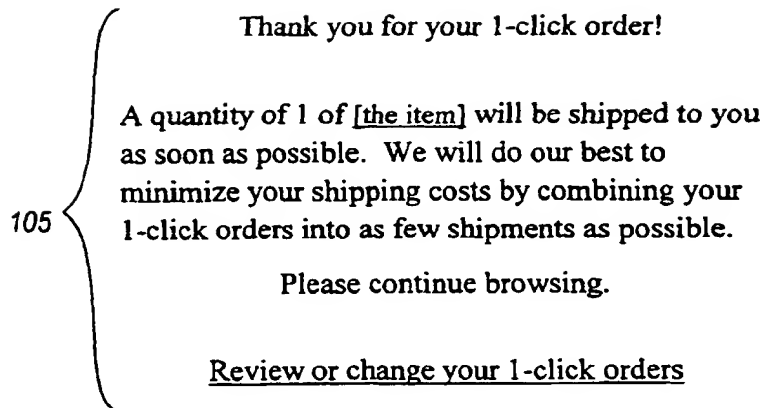 Thank you for your 1-click order!
A quantity of 1 of [the item] will be shipped to you
as soon as possible. We will do our best to
minimize your shipping costs by combining your
105
1-click orders into as few shipments as possible.
Please continue browsing.
Review or change your 1-click orders